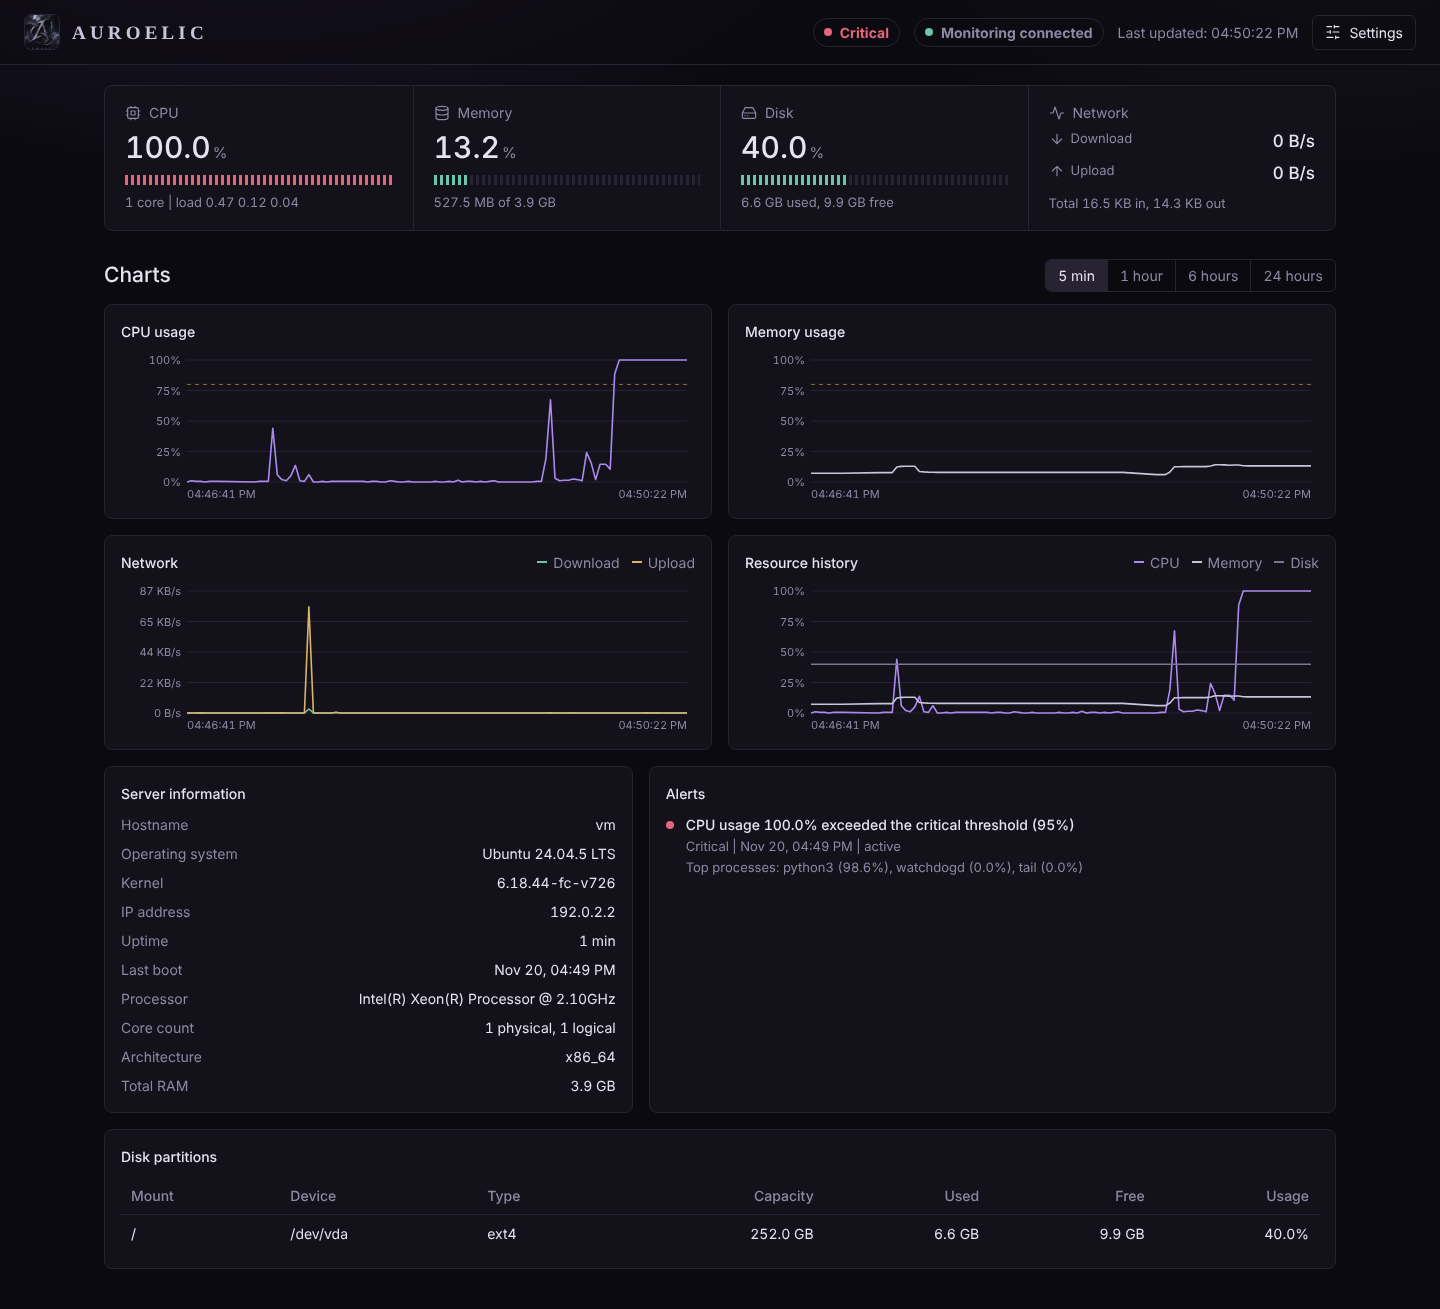 AUROELIC
Critical
Monitoring connected
Last updated: 04:50:22 PM
Settings
CPU
100.0%
1 core | load 0.47 0.12 0.04
Memory
13.2%
527.5 MB of 3.9 GB
Disk
40.0%
6.6 GB used, 9.9 GB free
Network
Download 0 B/s
Upload 0 B/s
Total 16.5 KB in, 14.3 KB out
Charts
5 min 1 hour 6 hours 24 hours
CPU usage
100%
75%
50%
25%
0%
04:46:41 PM 04:50:22 PM
Memory usage
100%
75%
50%
25%
0%
04:46:41 PM 04:50:22 PM
Network
Download Upload
87 KB/s
65 KB/s
44 KB/s
22 KB/s
0 B/s
04:46:41 PM 04:50:22 PM
Resource history
CPU Memory Disk
100%
75%
50%
25%
0%
04:46:41 PM 04:50:22 PM
Server information
Hostname vm
Operating system Ubuntu 24.04.5 LTS
Kernel 6.18.44-fc-v726
IP address 192.0.2.2
Uptime 1 min
Last boot Nov 20, 04:49 PM
Processor Intel(R) Xeon(R) Processor @ 2.10GHz
Core count 1 physical, 1 logical
Architecture x86_64
Total RAM 3.9 GB
Alerts
CPU usage 100.0% exceeded the critical threshold (95%)
Critical | Nov 20, 04:49 PM | active
Top processes: python3 (98.6%), watchdogd (0.0%), tail (0.0%)
Disk partitions
Mount Device Type Capacity Used Free Usage
/ /dev/vda ext4 252.0 GB 6.6 GB 9.9 GB 40.0%